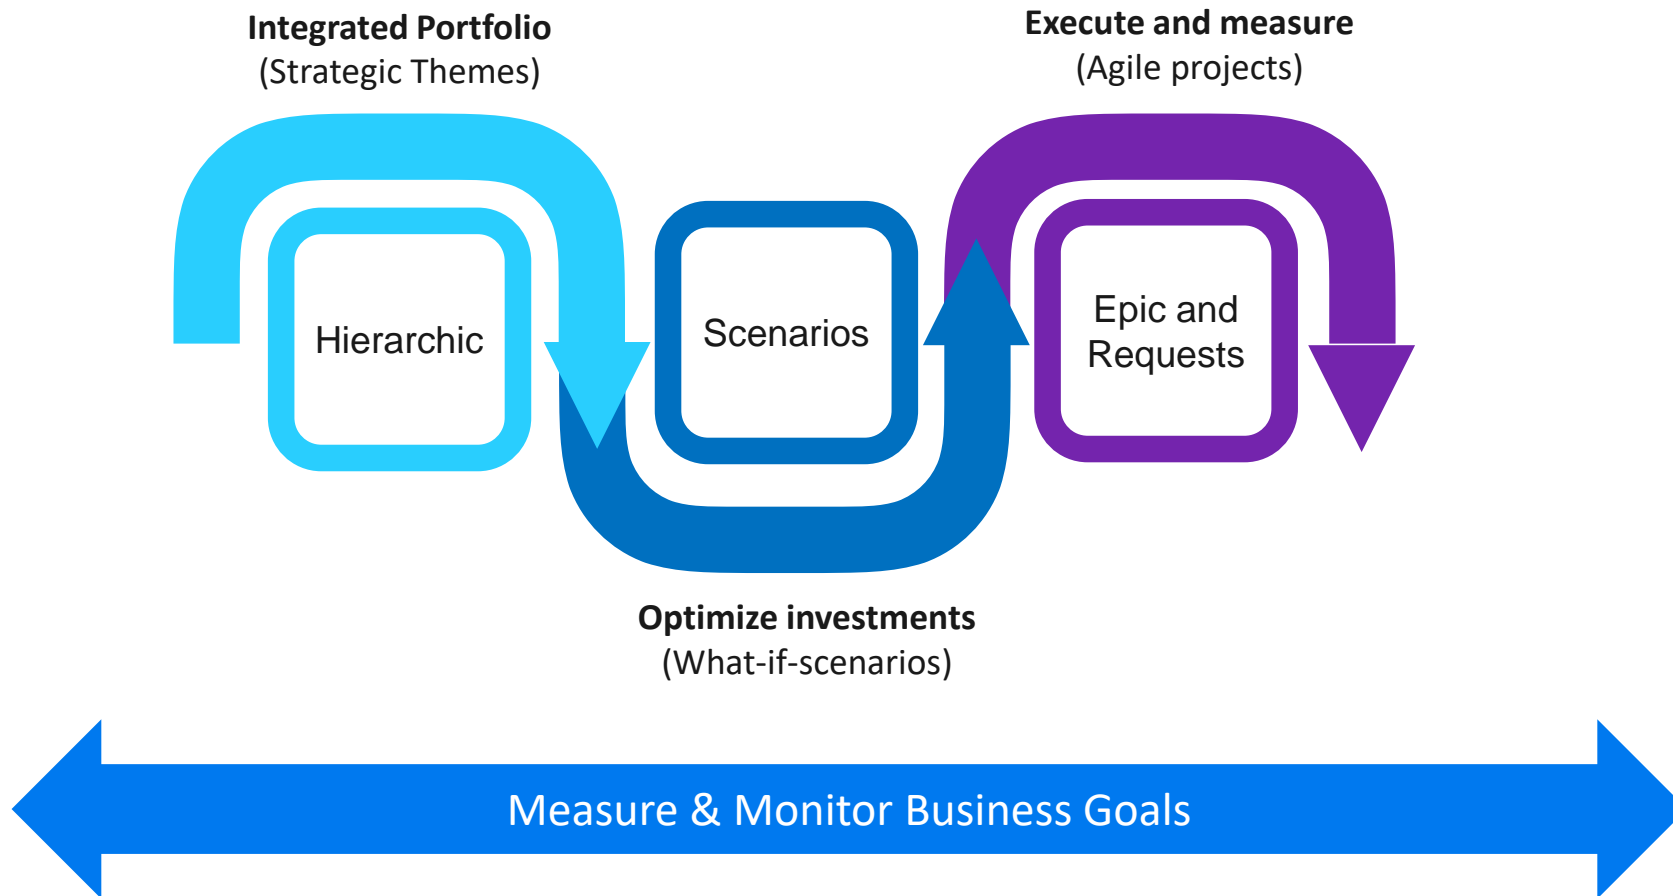 Integrated Portfolio
(Strategic Themes)
Execute and measure
(Agile projects)
Hierarchic
Scenarios
Epic and
Requests
Optimize investments
(What-if-scenarios)
Measure & Monitor Business Goals